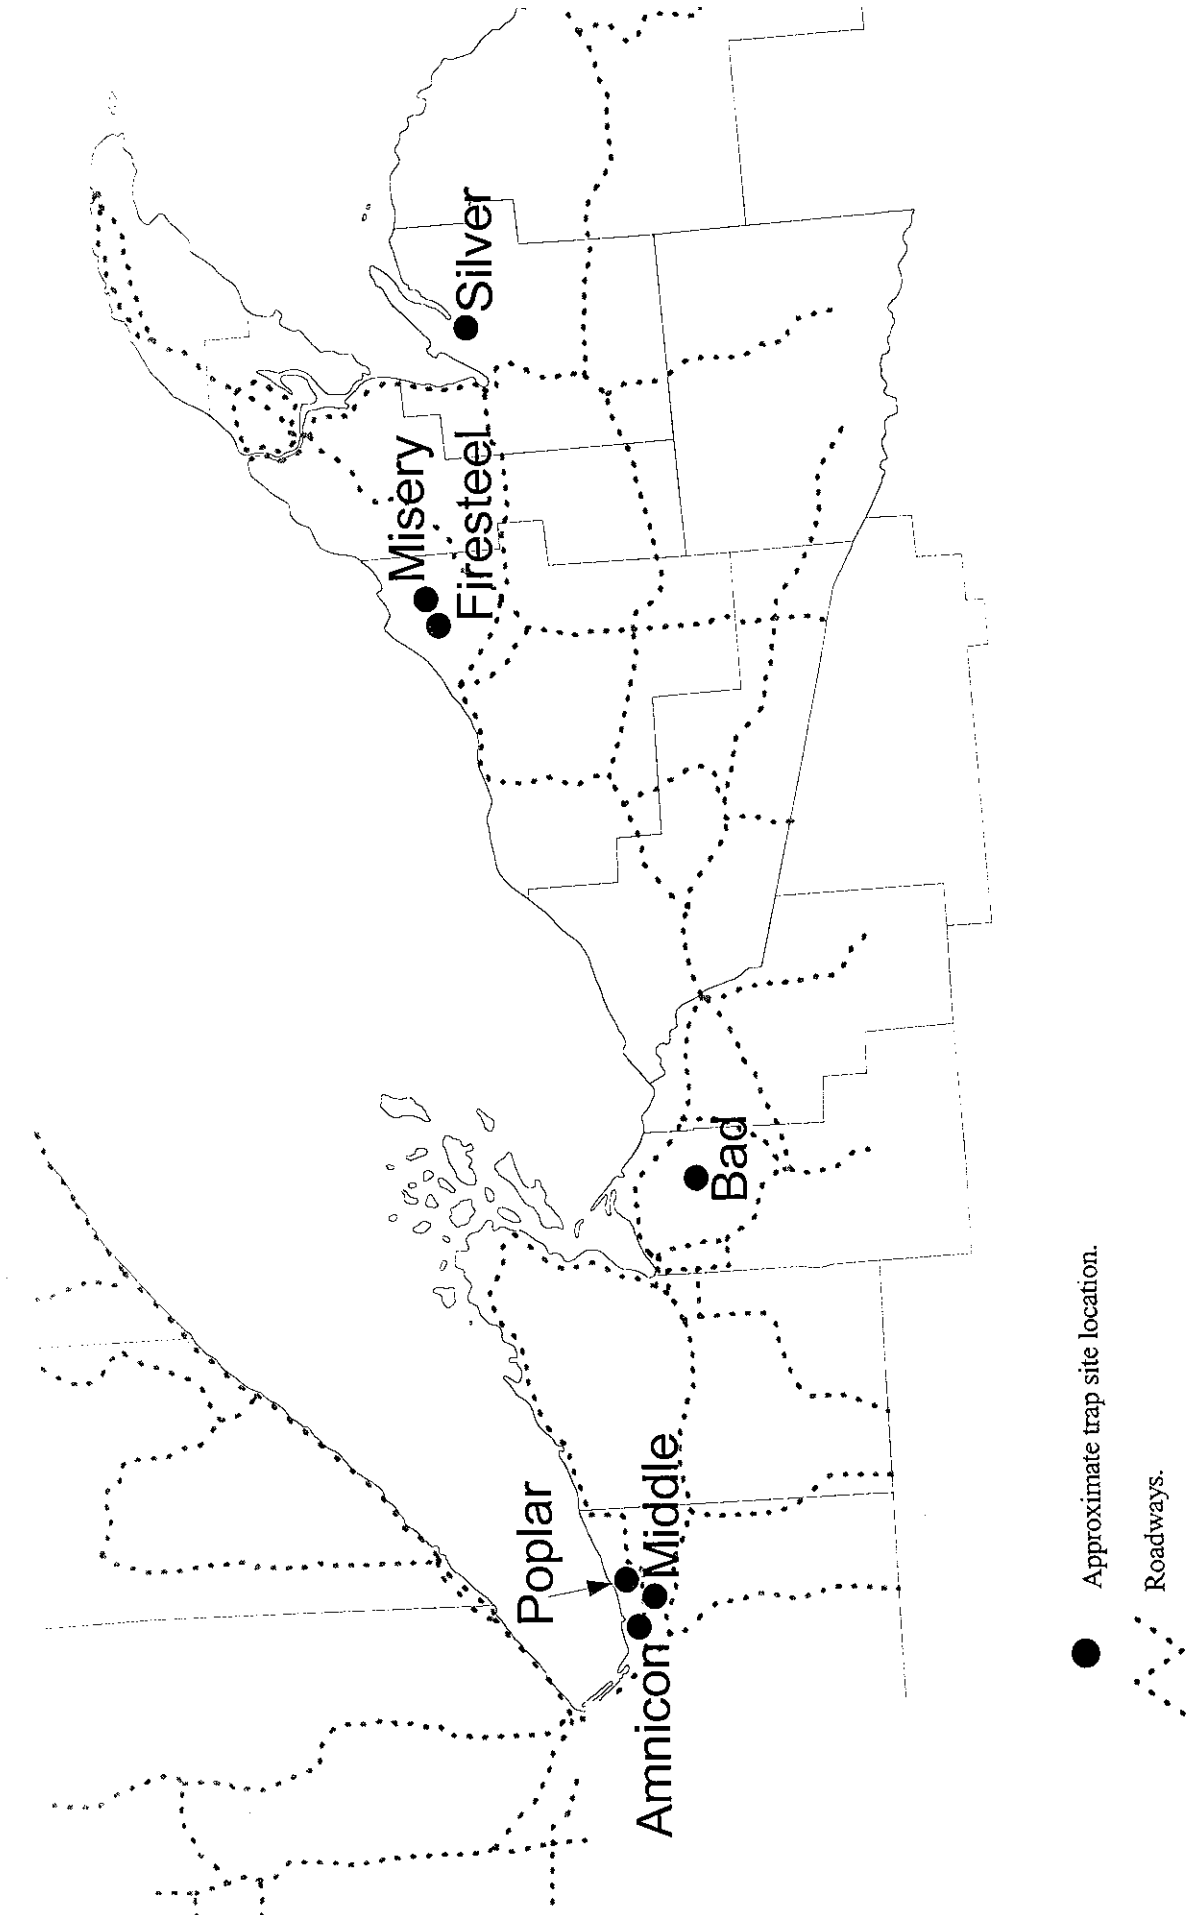 Silver
Misery
Firesteel
Bad
Poplar
Middle
Amnicon
Approximate trap site location.
Roadways.